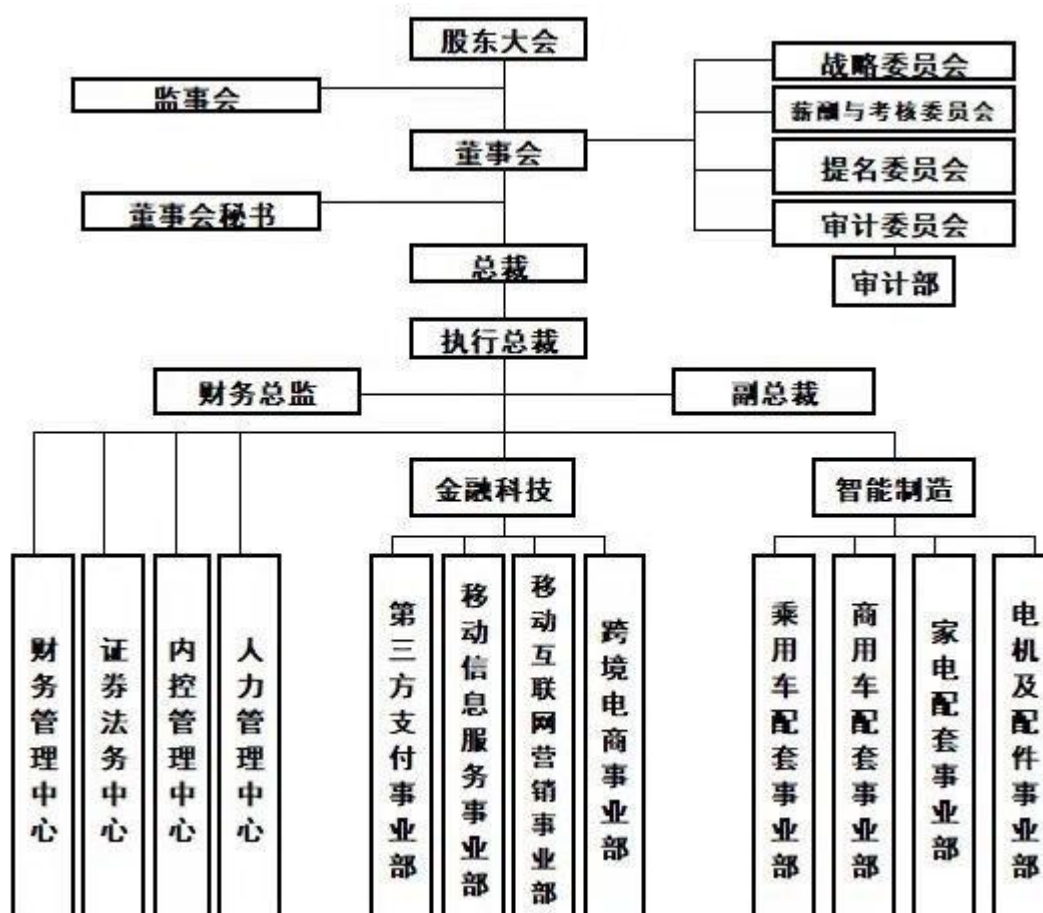 股东大会
战略委员会
监事会
薪酬与考核委员会
董事会
提名委员会
董事会秘书
审计委员会
总裁
审计部
执行总裁
财务总监
副总裁
金融科技
智能制造
财务管理中心
证券法务中心
内控管理中心
人力管理中心
第三方支付事业部
移动信息服务事业部
移动互联网营销事业部
跨境电商事业部
乘用车配套事业部
商用车配套事业部
家电配套事业部
电机及配件事业部